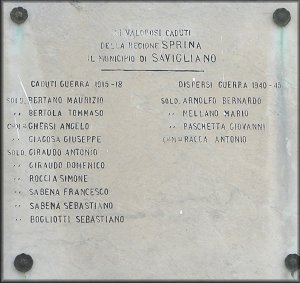 AI VALOROSI CADUTI
DELLA REGIONE SPRINA
IL MUNICIPIO DI SAVIGLIANO
CADUTI GUERRA 1915-18
SOLD. BERTANO MAURIZIO
" BERTOLA TOMMASO
GHERSI ANGELO
" GIACOSA GIUSEPPE
SOLD. GIRAUDO ANTONIO
" GIRAUDO DOMENICO
" ROCCIA SIMONE
" SABENA FRANCESCO
" SABENA SEBASTIANO
" BOGLIOTTI SEBASTIANO
DISPERSI GUERRA 1940-45
SOLD. ARNOLFO BERNARDO
" MELLANO MARIO
" PASCHETTA GIOVANNI
RACCA ANTONIO